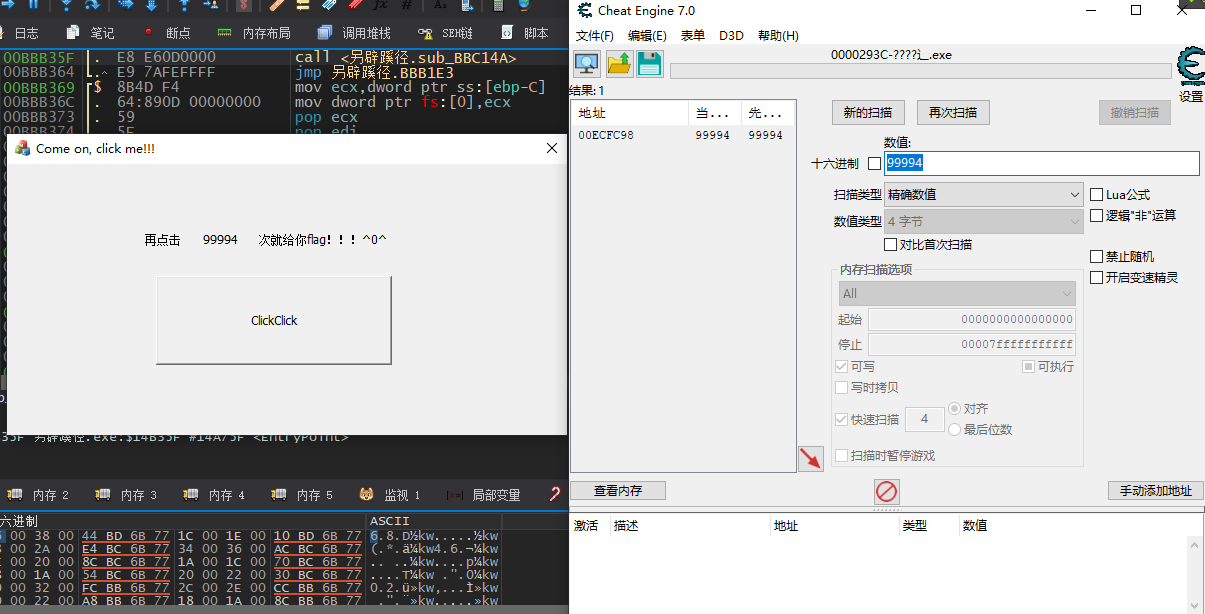 日志 笔记 断点 内存布局 调用堆栈 SEH链 脚本
00BBB35F . E8 E60D0000 call <另辟蹊径.sub_BBC14A>
00BBB364 . E9 7AFEFFFF jmp 另辟蹊径.BBB1E3
00BBB369 $ 8B4D F4 mov ecx,dword ptr ss:[ebp-C]
00BBB36C . 64:890D 00000000 mov dword ptr fs:[0],ecx
00BBB373 . 59 pop ecx
00BBB374 . 5F pop edi
Come on, click me!!!
再点击 99994 次就给你flag！！！^0^
ClickClick
35F 另辟蹊径.exe:$14B35F #14A75F <EntryPoint>
内存 2 内存 3 内存 4 内存 5 监视 1 局部变量
六进制 ASCII
00 38 00 44 BD 6B 77 1C 00 1E 00 10 BD 6B 77 6.8.D½kw.....½kw
00 2A 00 E4 BC 6B 77 34 00 36 00 AC BC 6B 77 (.*.ä¼kw4.6.¬¼kw
00 20 00 8C BC 6B 77 1A 00 1C 00 70 BC 6B 77 . ..¼kw....p¼kw
00 1A 00 54 BC 6B 77 20 00 22 00 30 BC 6B 77 ....T¼kw .".0¼kw
00 32 00 FC BB 6B 77 2C 00 2E 00 CC BB 6B 77 0.2.ü»kw,...Ì»kw
00 22 00 A8 BB 6B 77 18 00 1A 00 8C BB 6B 77 .".¨»kw.....»kw
Cheat Engine 7.0
文件(F) 编辑(E) 表单 D3D 帮助(H)
0000293C-????ì_.exe
结果: 1
设置
地址 当... 先...
00ECFC98 99994 99994
新的扫描 再次扫描 撤销扫描
数值:
十六进制 99994
扫描类型 精确数值 Lua公式
数值类型 4 字节 逻辑"非"运算
对比首次扫描
内存扫描选项 禁止随机
All 开启变速精灵
起始 0000000000000000
停止 00007fffffffffff
可写 可执行
写时拷贝
快速扫描 4 对齐
最后位数
扫描时暂停游戏
查看内存 手动添加地址
激活 描述 地址 类型 数值